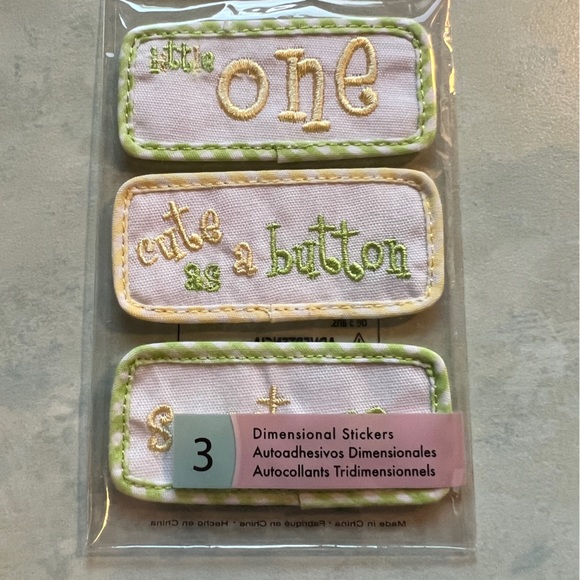 little one
cute as a button
3
Dimensional Stickers
Autoadhesivos Dimensionales
Autocollants Tridimensionnels
Made in China • Fabriqué en China • Hecho en China